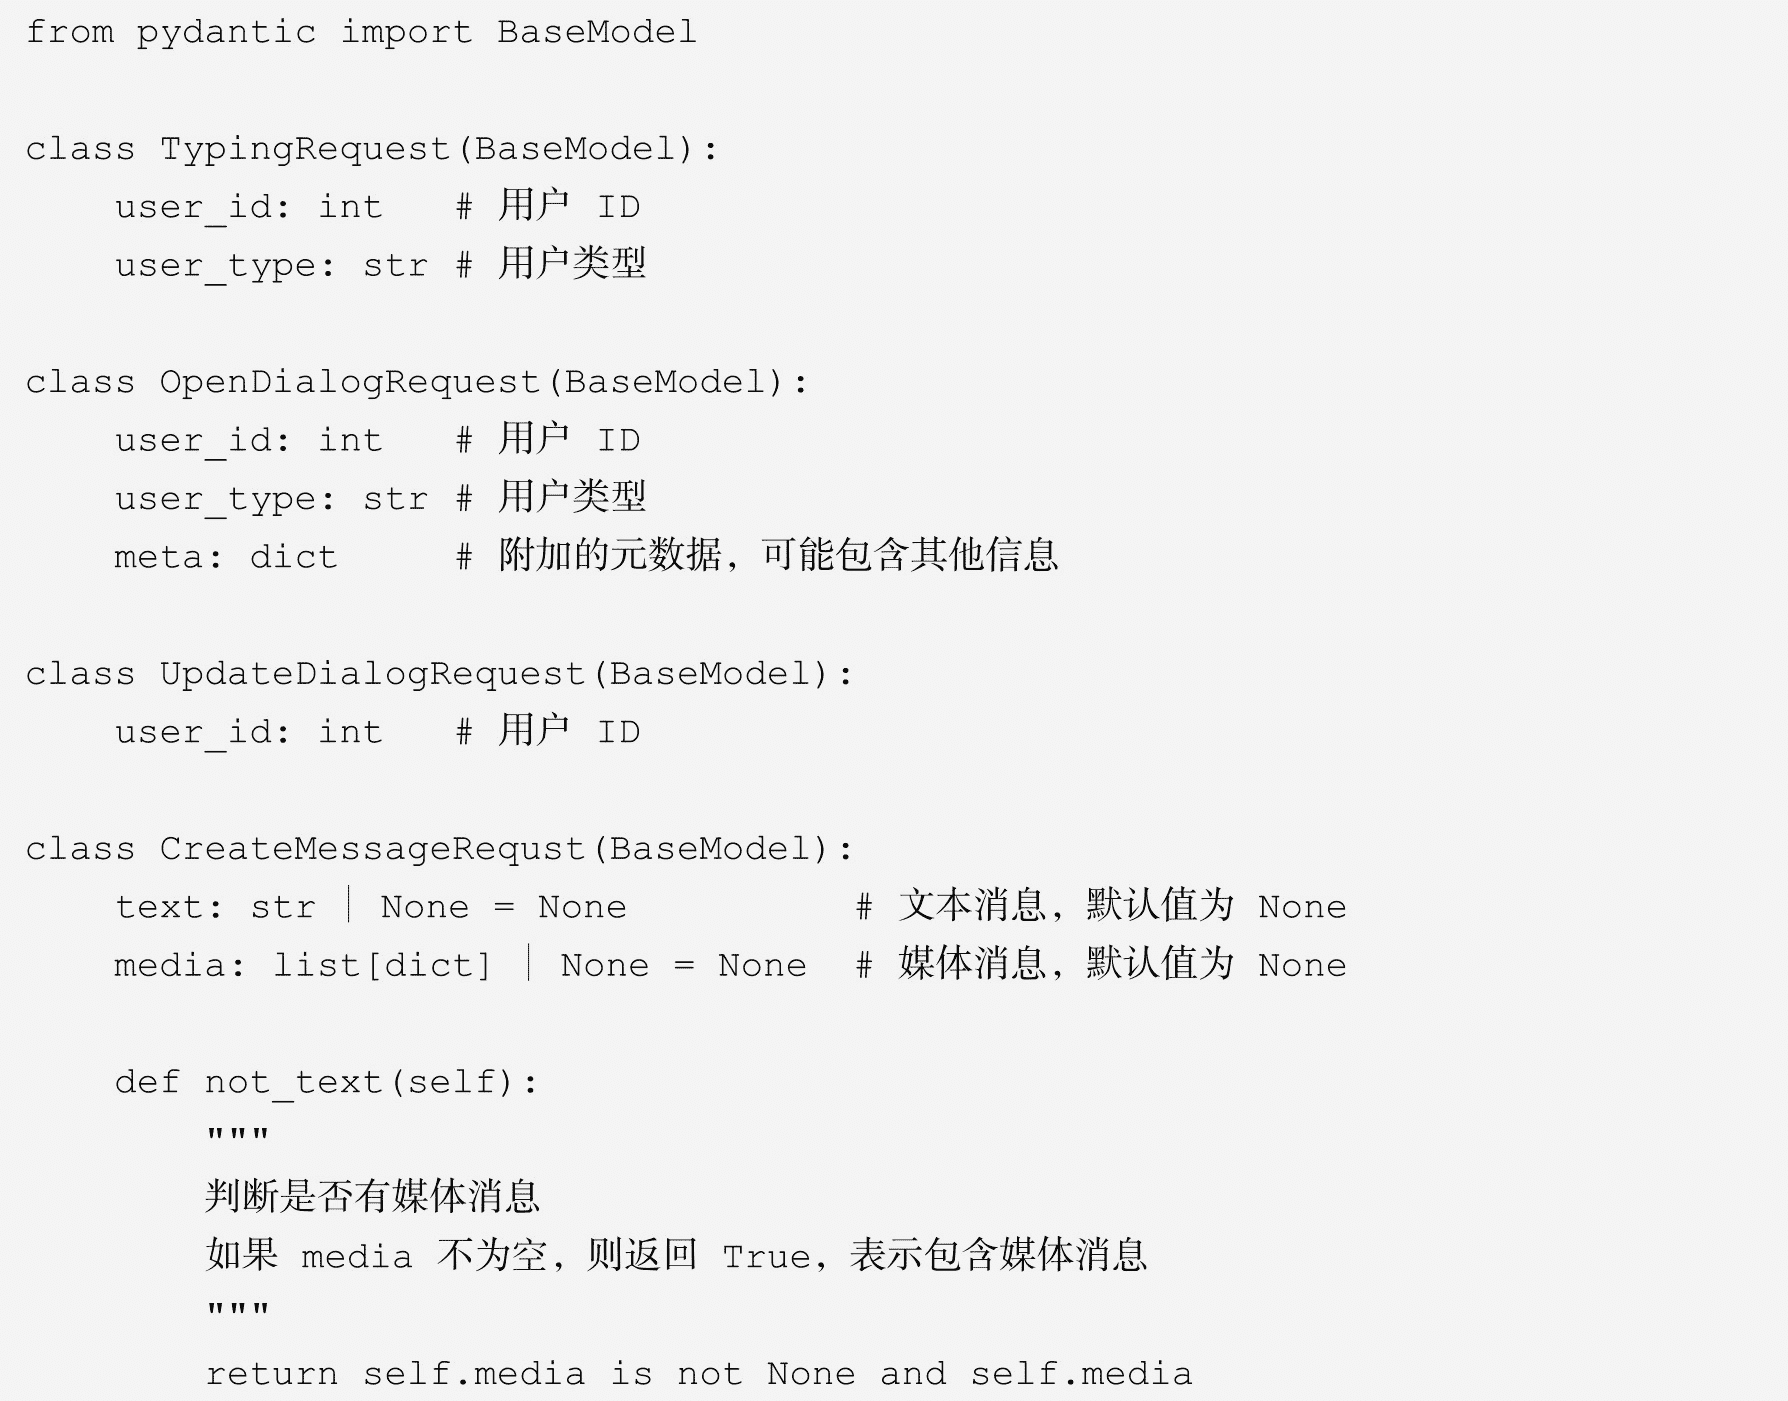 from pydantic import BaseModel
class TypingRequest(BaseModel):
    user_id: int   # 用户 ID
    user_type: str # 用户类型
class OpenDialogRequest(BaseModel):
    user_id: int   # 用户 ID
    user_type: str # 用户类型
    meta: dict     # 附加的元数据，可能包含其他信息
class UpdateDialogRequest(BaseModel):
    user_id: int   # 用户 ID
class CreateMessageRequst(BaseModel):
    text: str | None = None          # 文本消息，默认值为 None
    media: list[dict] | None = None  # 媒体消息，默认值为 None
    def not_text(self):
        """
        判断是否有媒体消息
        如果 media 不为空，则返回 True，表示包含媒体消息
        """
        return self.media is not None and self.media